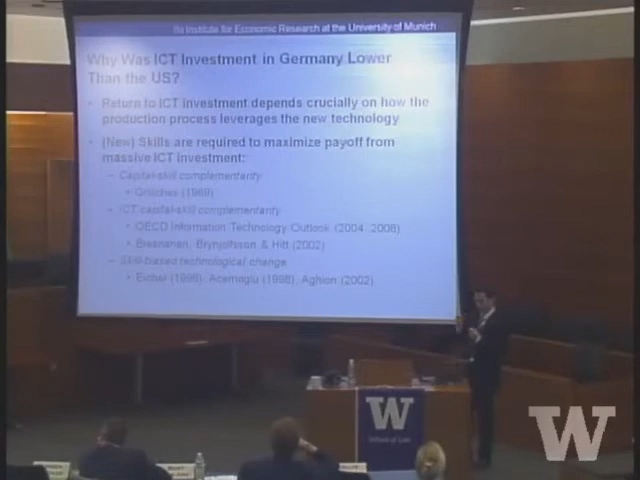 Ifo Institute for Economic Research at the University of Munich
Why Was ICT Investment in Germany Lower
Than the US?
• Return to ICT Investment depends crucially on how the
production process leverages the new technology
• (New) Skills are required to maximize payoff from
massive ICT investment:
– Capital-skill complementarity
• Griliches (1969)
– ICT capital-skill complementarity
• OECD Information Technology Outlook (2004, 2006)
• Bresnahan, Brynjolfsson & Hitt (2002)
– Skill-biased technological change
• Eicher (1996), Acemoglu (1998), Aghion (2002)
W
School of Law
W